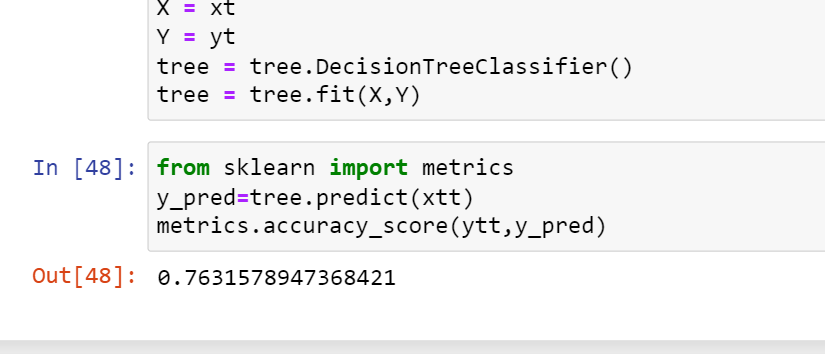 X = xt
Y = yt
tree = tree.DecisionTreeClassifier()
tree = tree.fit(X,Y)
In [48]: from sklearn import metrics
y_pred=tree.predict(xtt)
metrics.accuracy_score(ytt,y_pred)
Out[48]: 0.7631578947368421